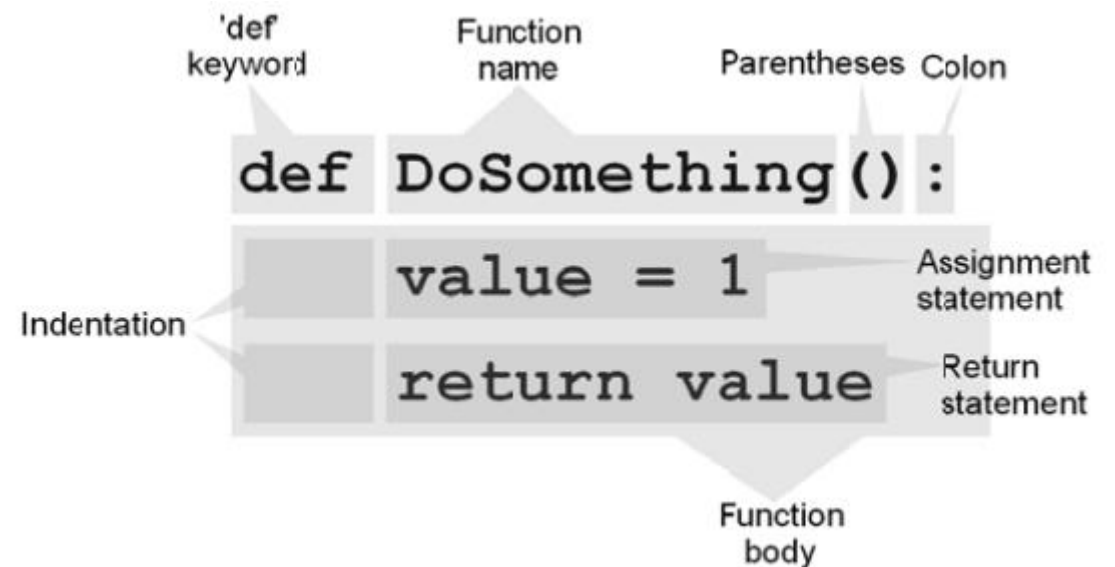 'def'
keyword
Function
name
Parentheses
Colon
def DoSomething():
value = 1
Assignment
statement
Indentation
return value
Return
statement
Function
body